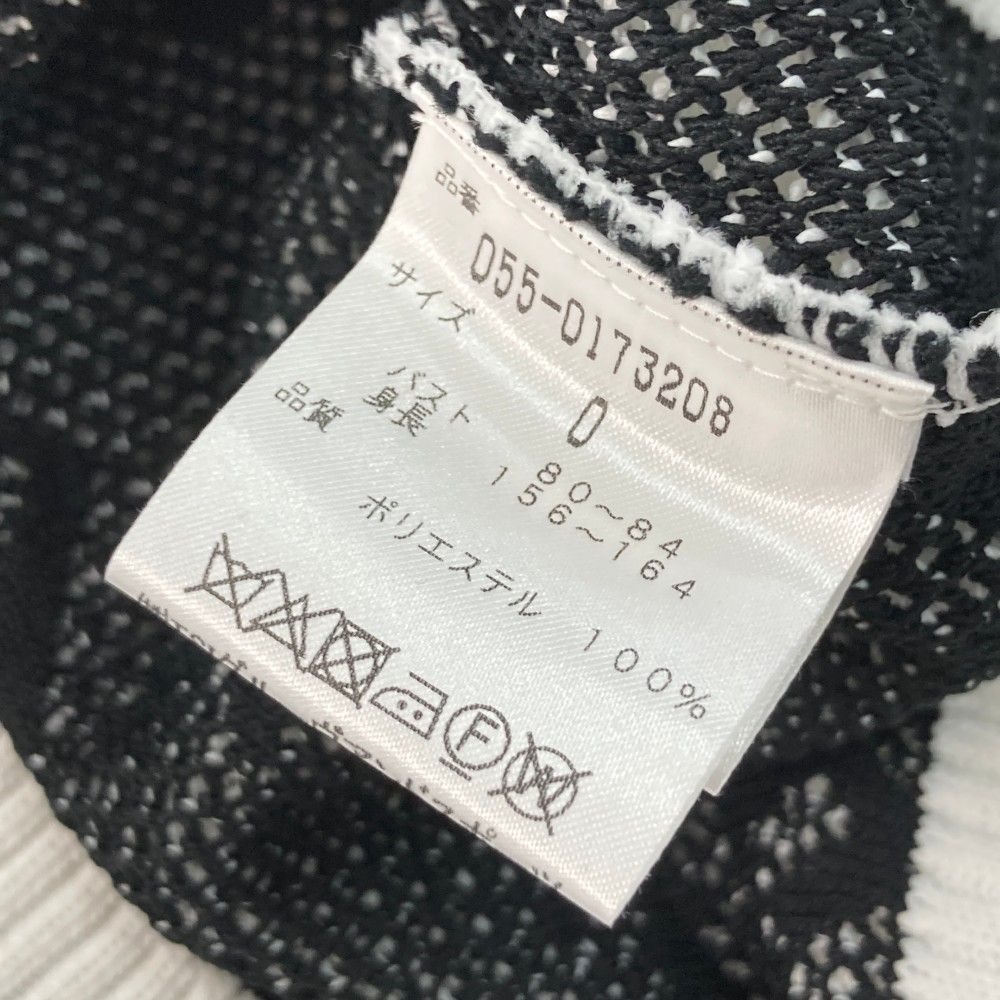 品番
055-0173208
サイズ 0
バスト 80～84
身長 156～164
品質
ポリエステル 100%
F
W